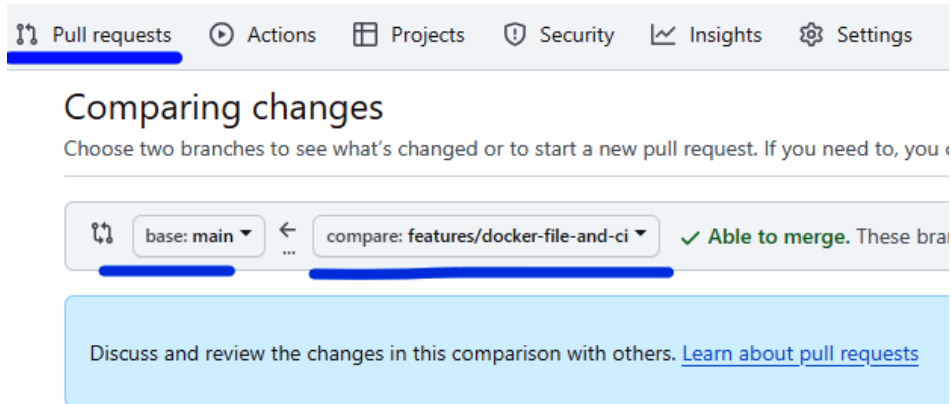 Pull requests Actions Projects Security Insights Settings
Comparing changes
Choose two branches to see what's changed or to start a new pull request. If you need to, you
base: main ← compare: features/docker-file-and-ci ✓ Able to merge. These
...
Discuss and review the changes in this comparison with others. Learn about pull requests